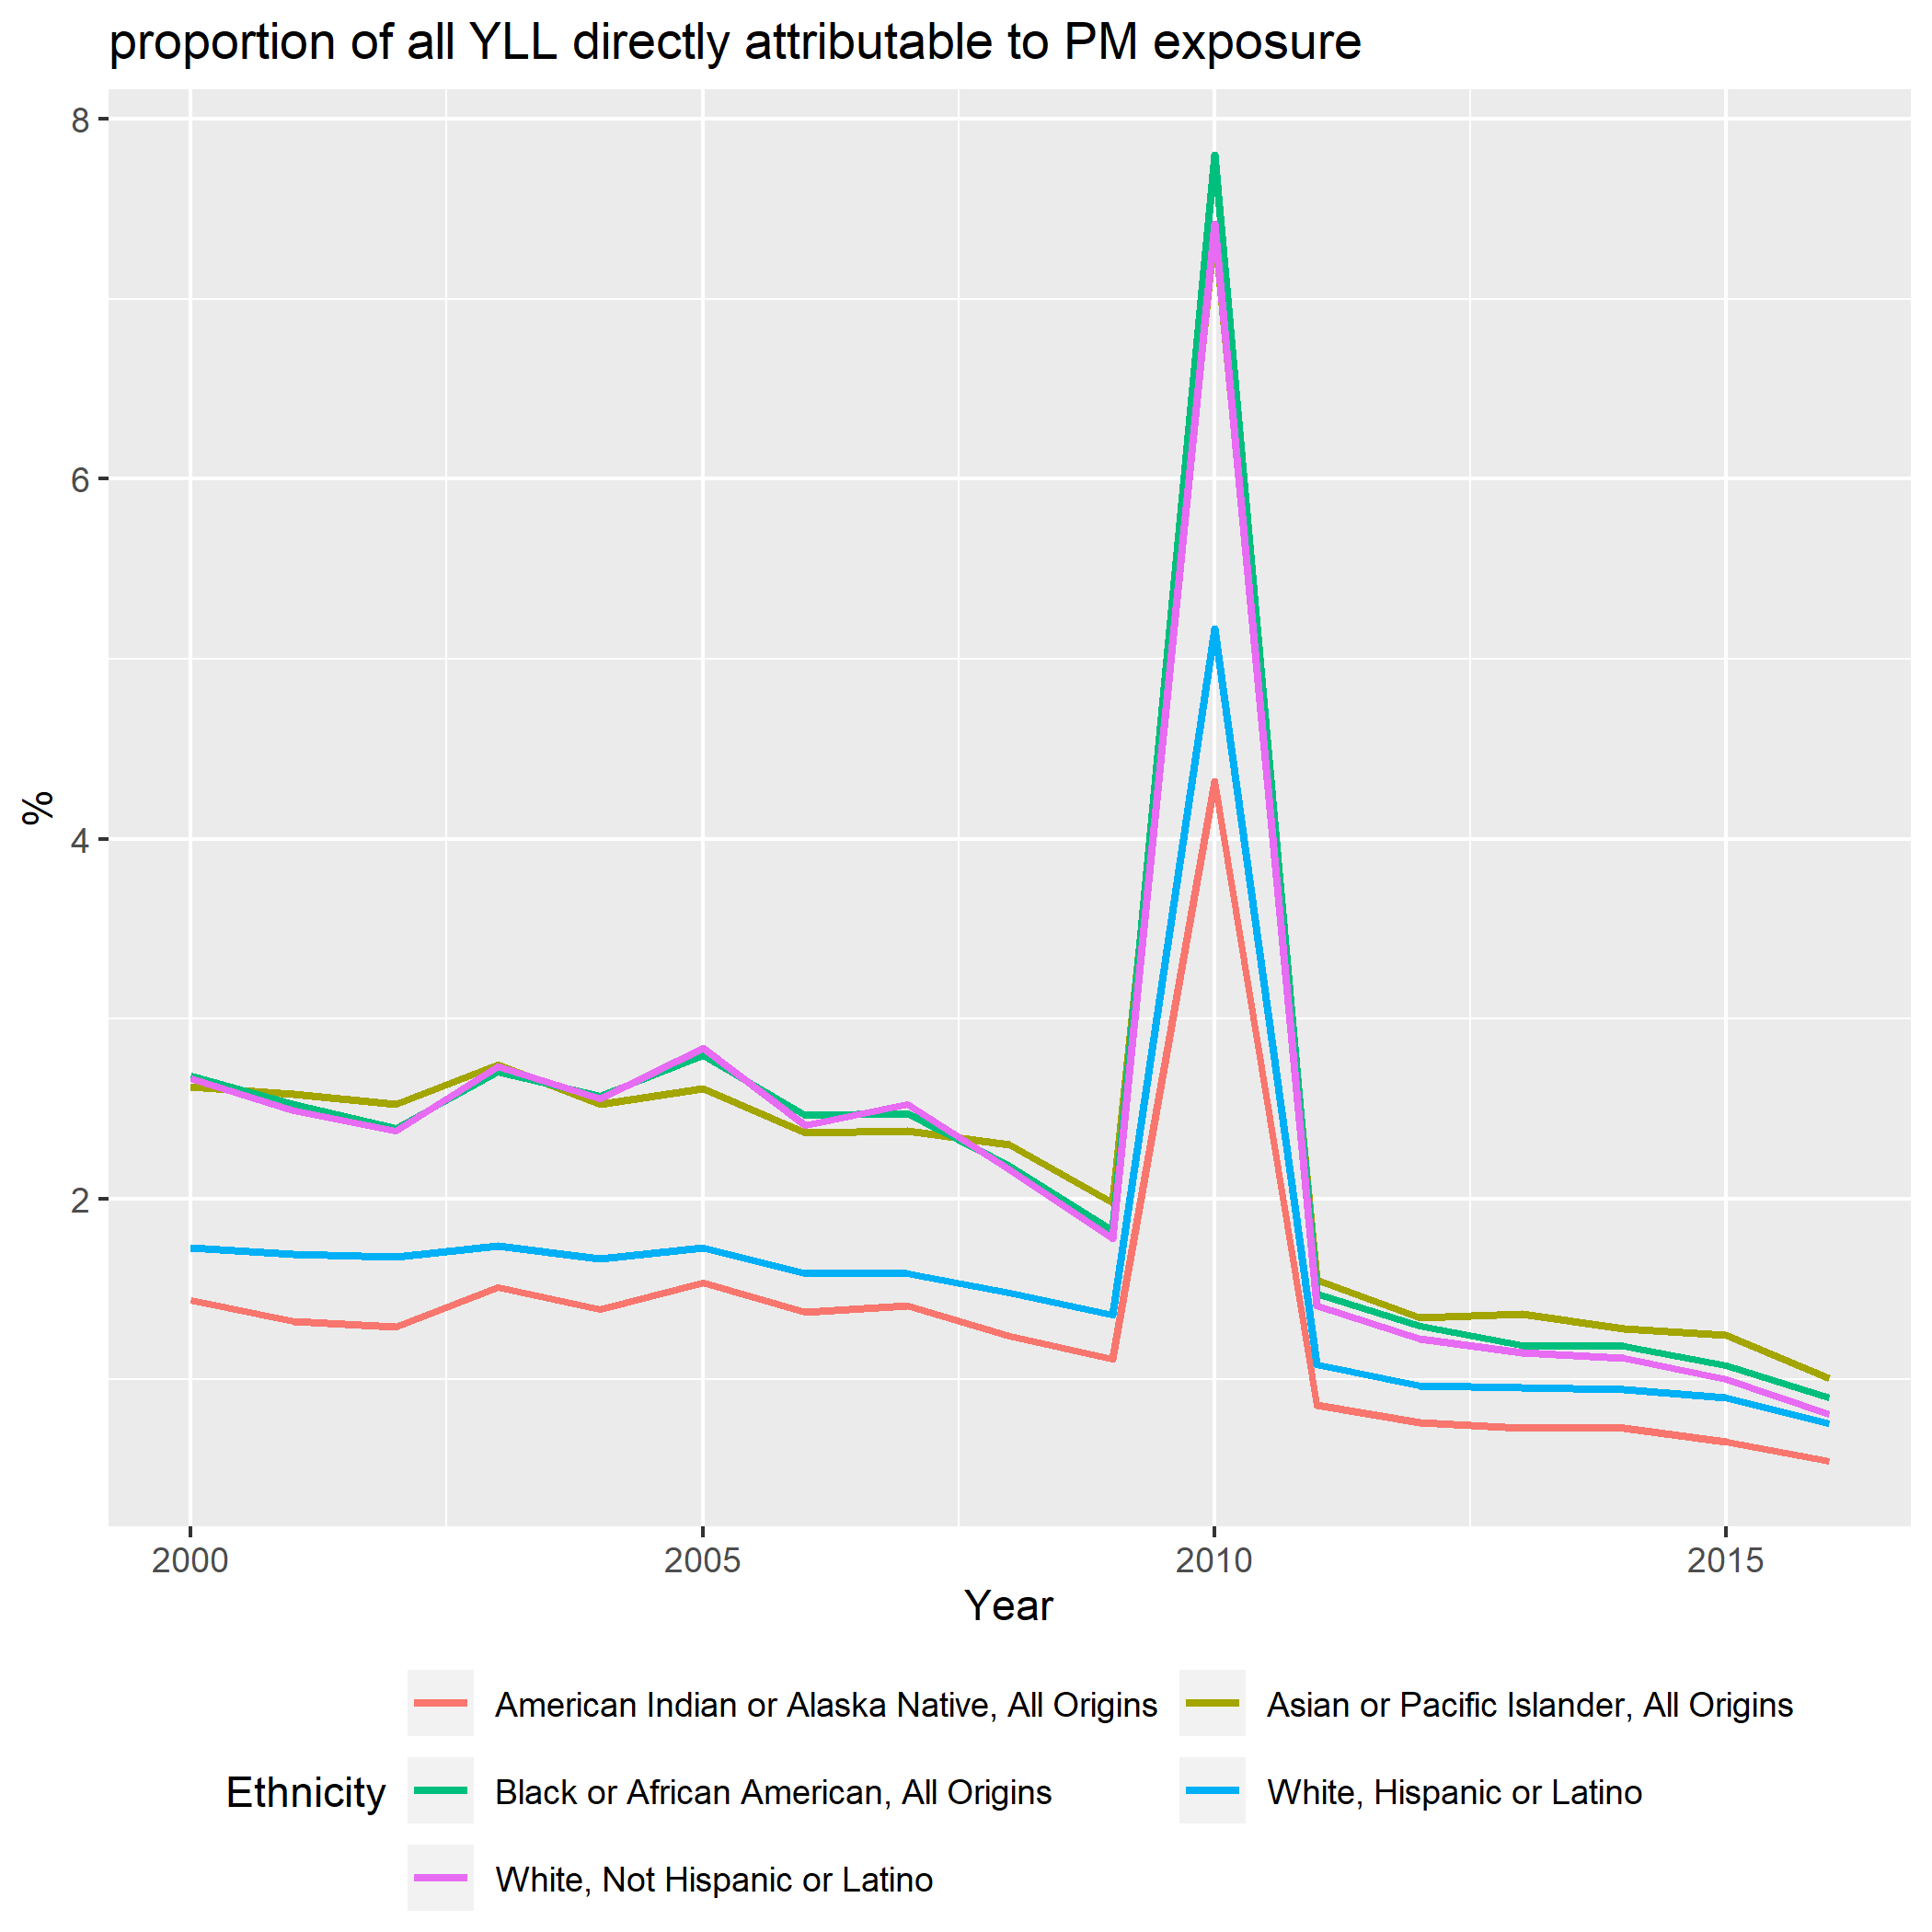 proportion of all YLL directly attributable to PM exposure
8
6
4
2
%
2000 2005 2010 2015
Year
Ethnicity
American Indian or Alaska Native, All Origins
Asian or Pacific Islander, All Origins
Black or African American, All Origins
White, Hispanic or Latino
White, Not Hispanic or Latino